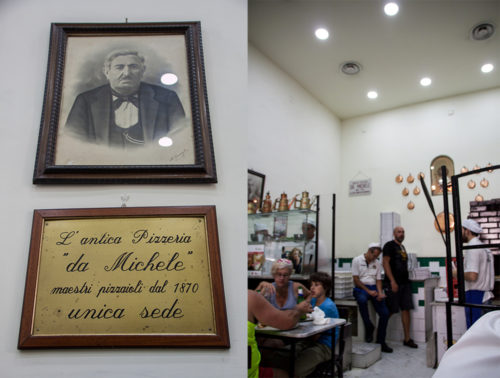 L'antica Pizzeria
"da Michele"
maestri pizzaioli dal 1870
unica sede